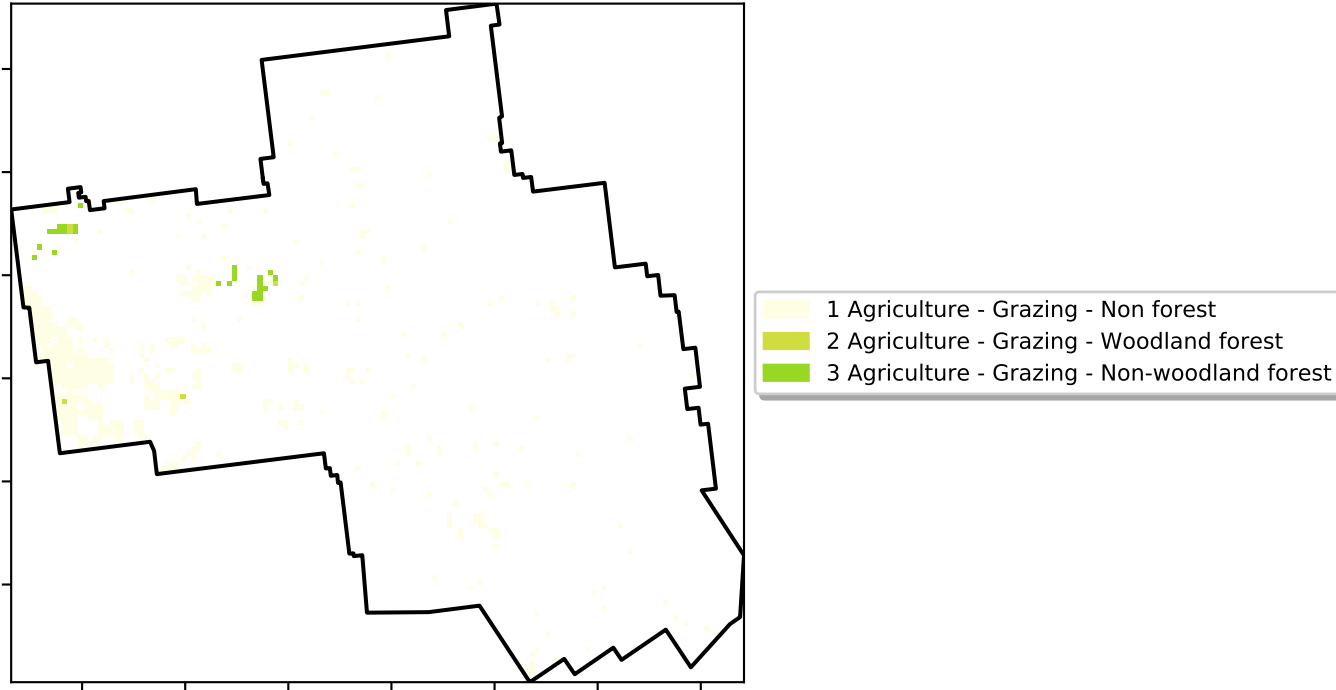 1 Agriculture - Grazing - Non forest
2 Agriculture - Grazing - Woodland forest
3 Agriculture - Grazing - Non-woodland forest